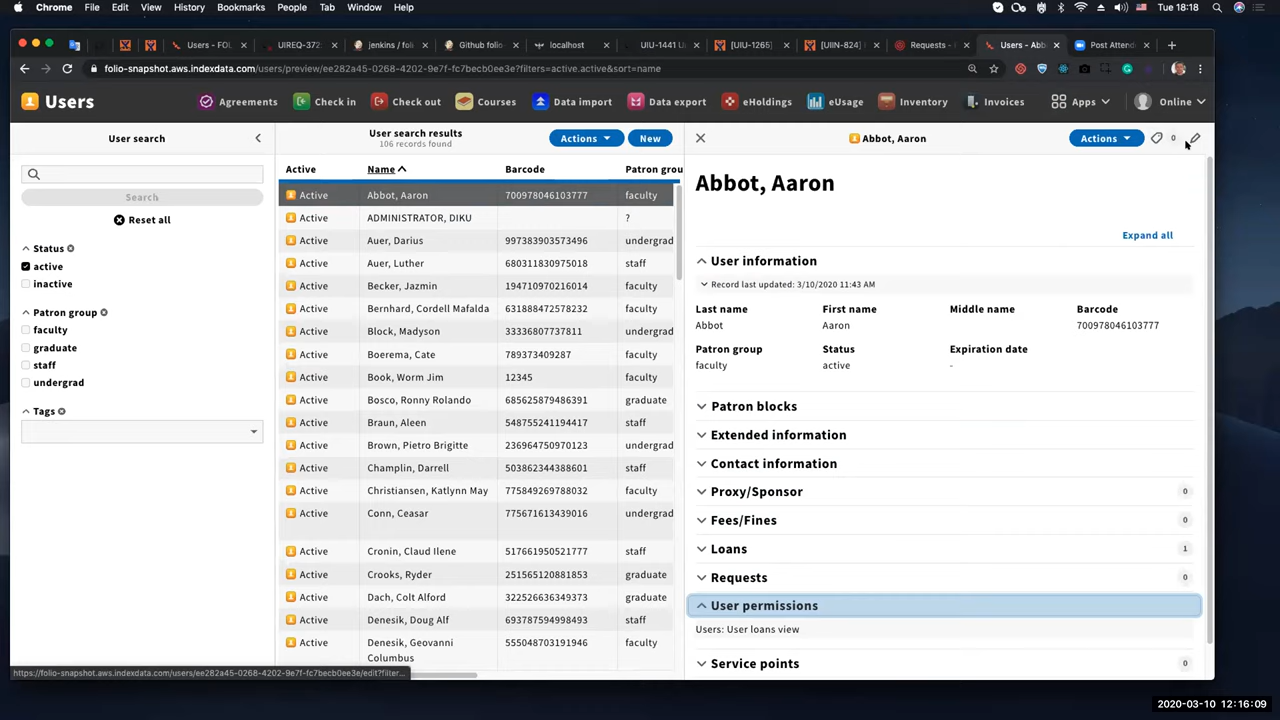 Chrome File Edit View History Bookmarks People Tab Window Help Tue 18:18
Users - FOL UIREQ-372 jenkins / foli Github folio localhost UIU-1441 U [UIU-1265] [UIIN-824] Requests - Users - Abb Post Attende
folio-snapshot.aws.indexdata.com/users/preview/ee282a45-0268-4202-9e7f-fc7becb0ee3e?filters=active.active&sort=name
Users Agreements Check in Check out Courses Data import Data export eHoldings eUsage Inventory Invoices Apps Online
User search
Search
Reset all
Status
active
inactive
Patron group
faculty
graduate
staff
undergrad
Tags
User search results
106 records found
Actions New
Active Name Barcode Patron grou
Active Abbot, Aaron 700978046103777 faculty
Active ADMINISTRATOR, DIKU ?
Active Auer, Darius 997383903573496 undergrad
Active Auer, Luther 680311830975018 staff
Active Becker, Jazmin 194710970216014 faculty
Active Bernhard, Cordell Mafalda 631888472578232 faculty
Active Block, Madyson 33336807737811 undergrad
Active Boerema, Cate 789373409287 faculty
Active Book, Worm Jim 12345 faculty
Active Bosco, Ronny Rolando 685625879486391 graduate
Active Braun, Aleen 548755241194417 staff
Active Brown, Pietro Brigitte 236964750970123 undergrad
Active Champlin, Darrell 503862344388601 staff
Active Christiansen, Katlynn May 775849269788032 faculty
Active Conn, Ceasar 775671613439016 undergrad
Active Cronin, Claud Ilene 517661950521777 staff
Active Crooks, Ryder 251565120881853 graduate
Active Dach, Colt Alford 322526636349373 graduate
Active Denesik, Doug Alf 693787594998493 staff
Active Denesik, Geovanni 555048703191946 faculty
Columbus
Abbot, Aaron
Actions 0
Abbot, Aaron
Expand all
User information
Record last updated: 3/10/2020 11:43 AM
Last name First name Middle name Barcode
Abbot Aaron 700978046103777
Patron group Status Expiration date
faculty active -
Patron blocks
Extended information
Contact information
Proxy/Sponsor 0
Fees/Fines 0
Loans 1
Requests 0
User permissions
Users: User loans view
Service points 0
https://folio-snapshot.aws.indexdata.com/users/ee282a45-0268-4202-9e7f-fc7becb0ee3e/edit?filter...
2020-03-10 12:16:09